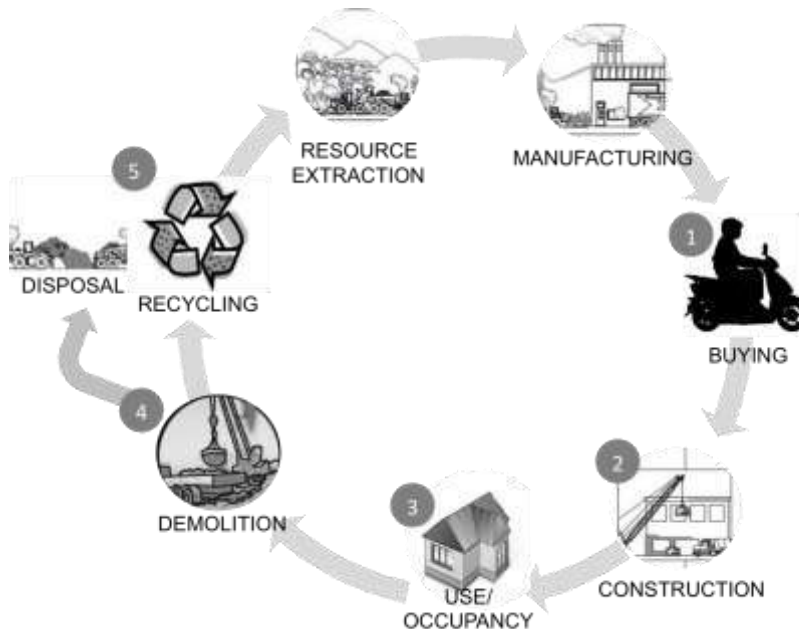 RESOURCE
EXTRACTION
MANUFACTURING
1
BUYING
2
CONSTRUCTION
3
USE/
OCCUPANCY
4
DEMOLITION
5
RECYCLING
DISPOSAL